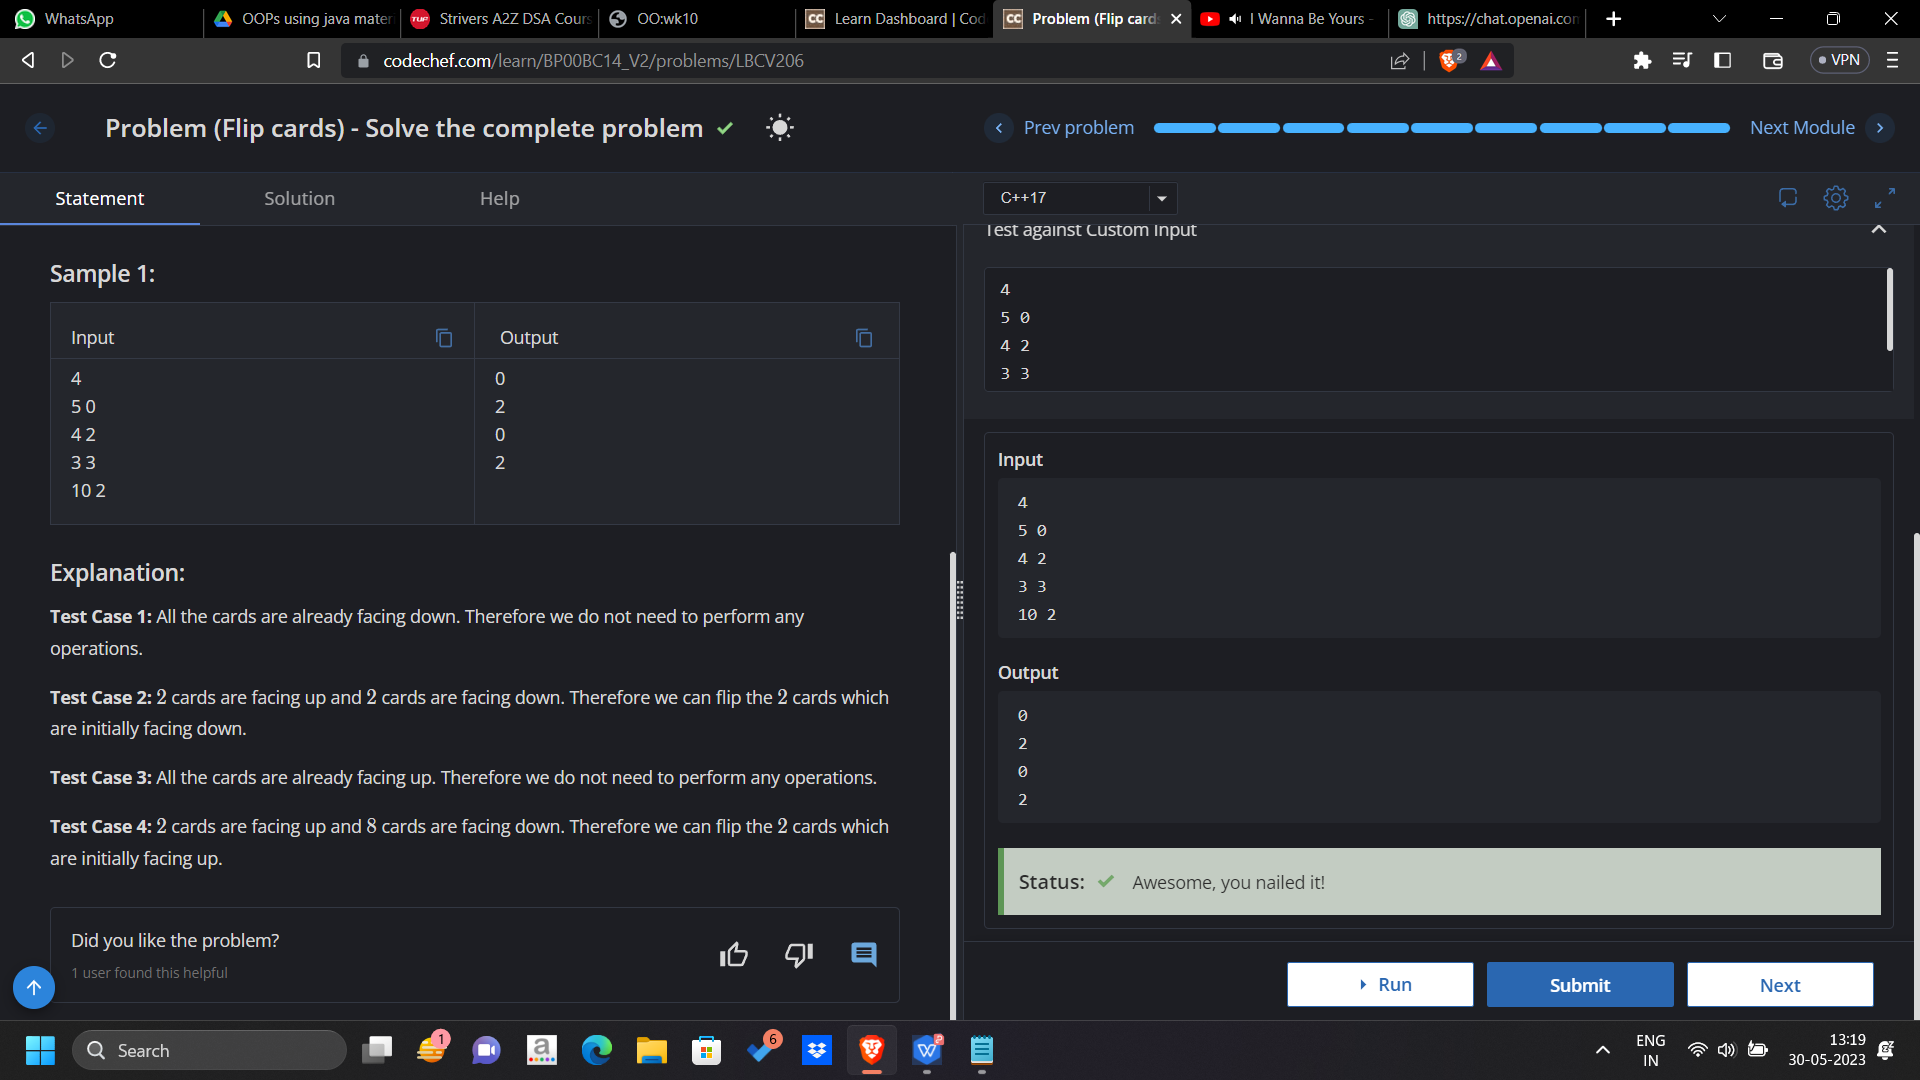 WhatsApp
OOPs using java mater
TUF Strivers A2Z DSA Cours
OO:wk10
CC Learn Dashboard | Cod
CC Problem (Flip card
I Wanna Be Yours -
https://chat.openai.con
codechef.com/learn/BP00BC14_V2/problems/LBCV206
2
VPN
Problem (Flip cards) - Solve the complete problem
Prev problem
Next Module
Statement
Solution
Help
C++17
Sample 1:
Input
Output
4
5 0
4 2
3 3
10 2
0
2
0
2
Explanation:
Test Case 1: All the cards are already facing down. Therefore we do not need to perform any
operations.
Test Case 2: 2 cards are facing up and 2 cards are facing down. Therefore we can flip the 2 cards which
are initially facing down.
Test Case 3: All the cards are already facing up. Therefore we do not need to perform any operations.
Test Case 4: 2 cards are facing up and 8 cards are facing down. Therefore we can flip the 2 cards which
are initially facing up.
Did you like the problem?
1 user found this helpful
Test against Custom Input
4
5 0
4 2
3 3
Input
4
5 0
4 2
3 3
10 2
Output
0
2
0
2
Status:
Awesome, you nailed it!
Run
Submit
Next
Search
1
a
6
W
ENG
IN
13:19
30-05-2023